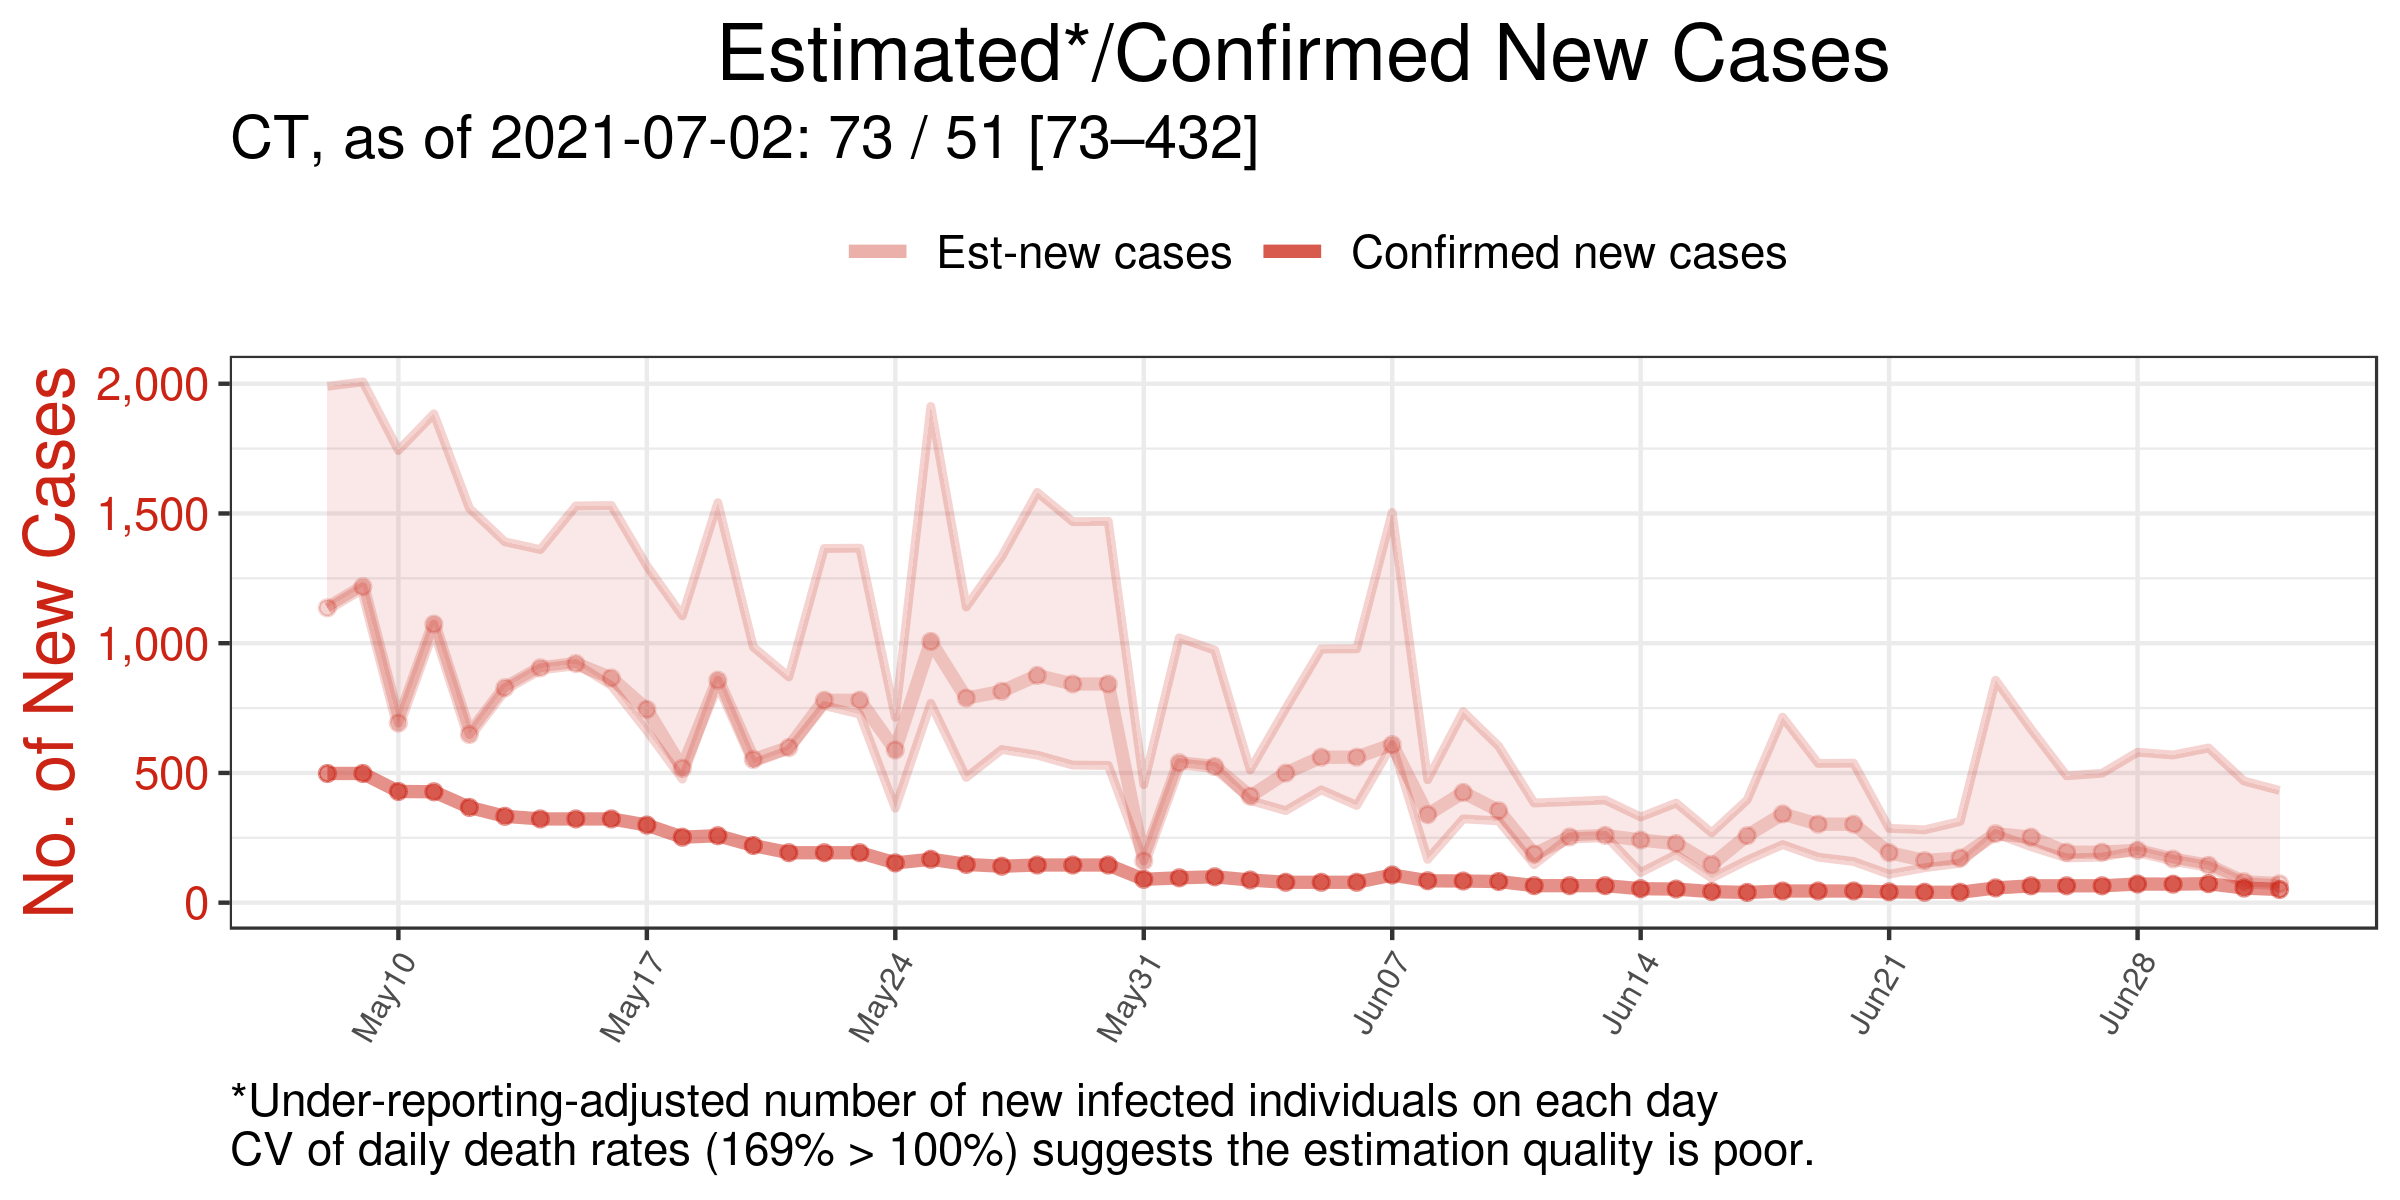 Estimated*/Confirmed New Cases
CT, as of 2021-07-02: 73 / 51 [73–432]
Est-new cases Confirmed new cases
No. of New Cases
2,000
1,500
1,000
500
0
May10 May17 May24 May31 Jun07 Jun14 Jun21 Jun28
*Under-reporting-adjusted number of new infected individuals on each day
CV of daily death rates (169% > 100%) suggests the estimation quality is poor.